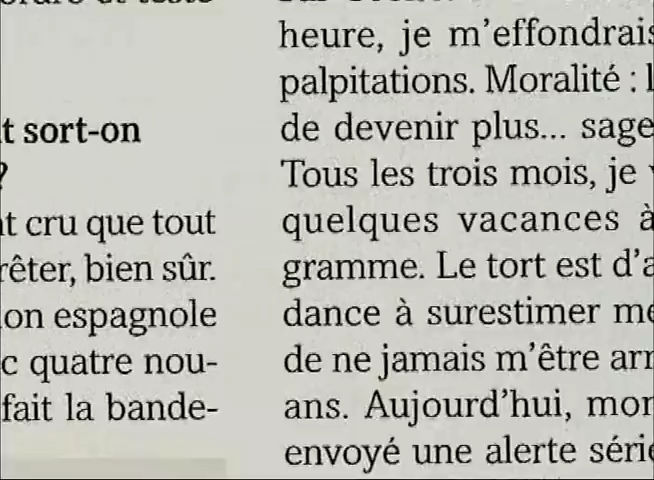 t sort-on
?
t cru que tout
rêter, bien sûr.
on espagnole
c quatre nou-
fait la bande-
heure, je m'effondrais
palpitations. Moralité : l
de devenir plus... sage
Tous les trois mois, je
quelques vacances à
gramme. Le tort est d'a
dance à surestimer me
de ne jamais m'être arr
ans. Aujourd'hui, mon
envoyé une alerte série